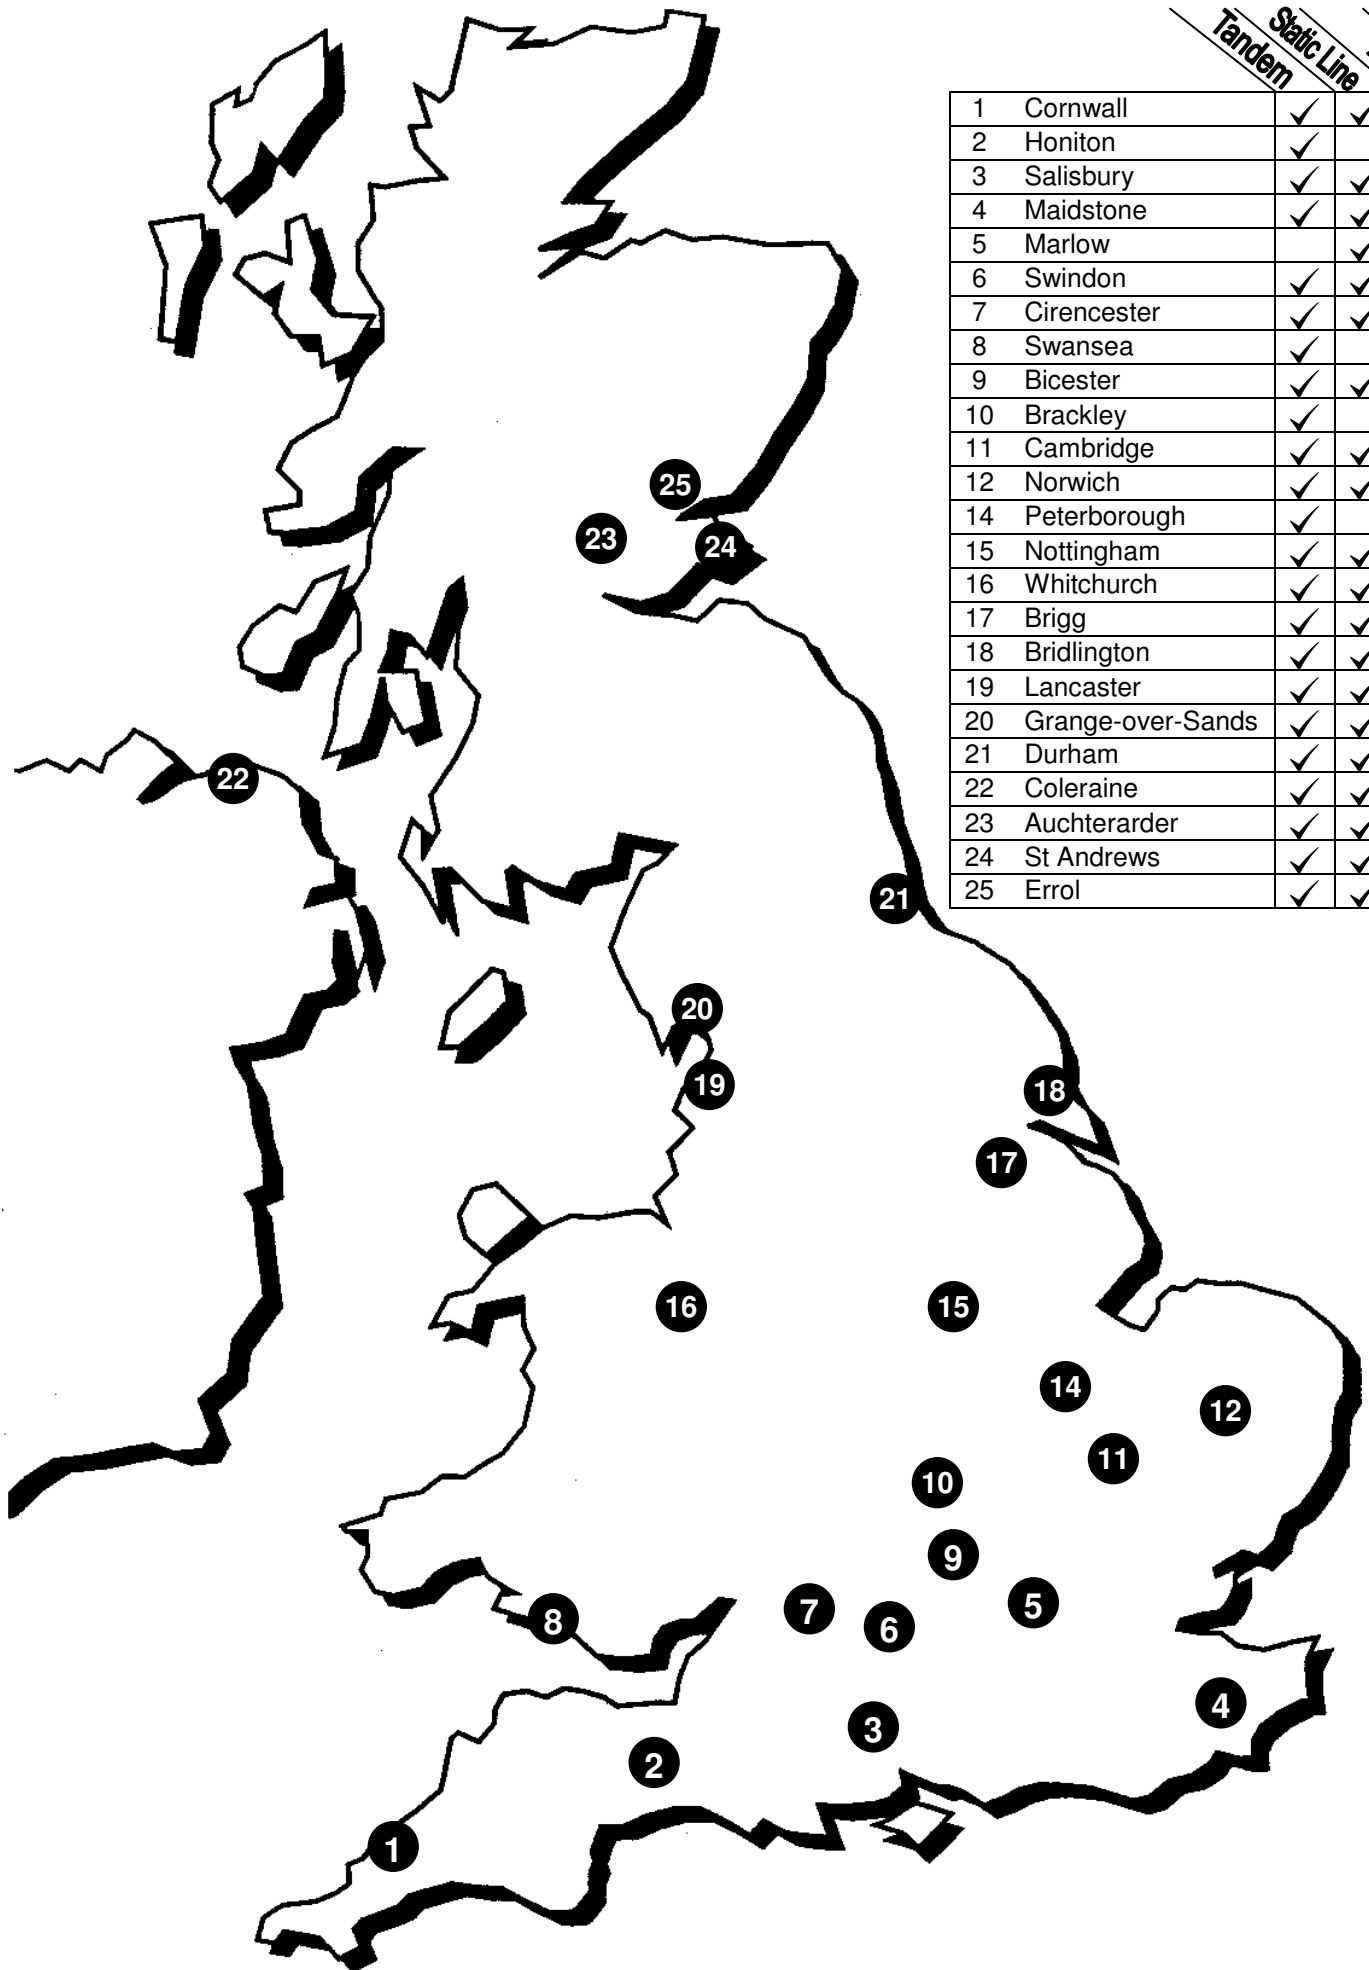 Tandem
Static Line
1 Cornwall ✓ ✓
2 Honiton ✓
3 Salisbury ✓ ✓
4 Maidstone ✓ ✓
5 Marlow ✓
6 Swindon ✓ ✓
7 Cirencester ✓ ✓
8 Swansea ✓
9 Bicester ✓ ✓
10 Brackley ✓
11 Cambridge ✓ ✓
12 Norwich ✓ ✓
14 Peterborough ✓
15 Nottingham ✓ ✓
16 Whitchurch ✓ ✓
17 Brigg ✓ ✓
18 Bridlington ✓ ✓
19 Lancaster ✓ ✓
20 Grange-over-Sands ✓ ✓
21 Durham ✓ ✓
22 Coleraine ✓ ✓
23 Auchterarder ✓ ✓
24 St Andrews ✓ ✓
25 Errol ✓ ✓
25
23
24
22
21
20
19
18
17
16
15
14
12
11
10
9
5
7
6
8
4
3
2
1